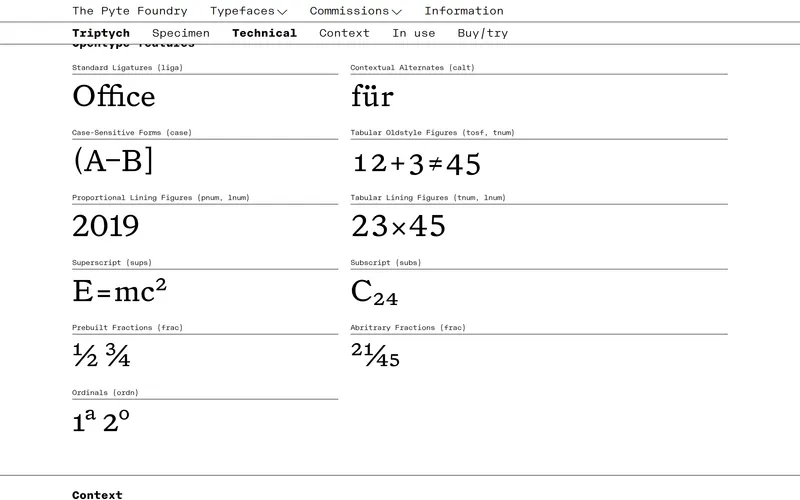 The Pyte Foundry Typefaces Commissions Information
Triptych Specimen Technical Context In use Buy/try
Opentype features
Standard Ligatures (liga) Contextual Alternates (calt)
Office für
Case-Sensitive Forms (case) Tabular Oldstyle Figures (tosf, tnum)
(A–B] 12+3≠45
Proportional Lining Figures (pnum, lnum) Tabular Lining Figures (tnum, lnum)
2019 23×45
Superscript (sups) Subscript (subs)
E=mc² C₂₄
Prebuilt Fractions (frac) Abritrary Fractions (frac)
½ ¾ ²¹⁄₄₅
Ordinals (ordn)
1ª 2º
Context